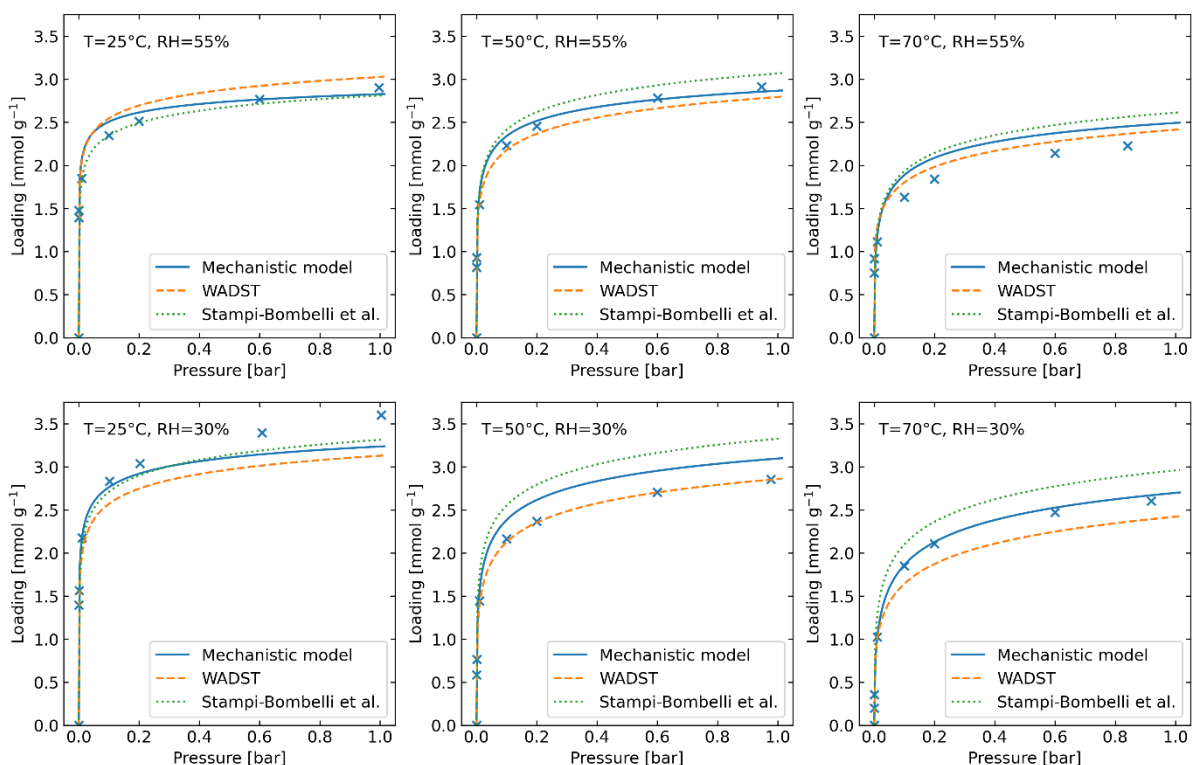 T=25°C, RH=55%
3.5
3.0
2.5
2.0
1.5
1.0
0.5
0.0
Loading [mmol g⁻¹]
Mechanistic model
WADST
Stampi-Bombelli et al.
0.0 0.2 0.4 0.6 0.8 1.0
Pressure [bar]
T=50°C, RH=55%
3.5
3.0
2.5
2.0
1.5
1.0
0.5
0.0
Loading [mmol g⁻¹]
Mechanistic model
WADST
Stampi-Bombelli et al.
0.0 0.2 0.4 0.6 0.8 1.0
Pressure [bar]
T=70°C, RH=55%
3.5
3.0
2.5
2.0
1.5
1.0
0.5
0.0
Loading [mmol g⁻¹]
Mechanistic model
WADST
Stampi-Bombelli et al.
0.0 0.2 0.4 0.6 0.8 1.0
Pressure [bar]
T=25°C, RH=30%
3.5
3.0
2.5
2.0
1.5
1.0
0.5
0.0
Loading [mmol g⁻¹]
Mechanistic model
WADST
Stampi-Bombelli et al.
0.0 0.2 0.4 0.6 0.8 1.0
Pressure [bar]
T=50°C, RH=30%
3.5
3.0
2.5
2.0
1.5
1.0
0.5
0.0
Loading [mmol g⁻¹]
Mechanistic model
WADST
Stampi-Bombelli et al.
0.0 0.2 0.4 0.6 0.8 1.0
Pressure [bar]
T=70°C, RH=30%
3.5
3.0
2.5
2.0
1.5
1.0
0.5
0.0
Loading [mmol g⁻¹]
Mechanistic model
WADST
Stampi-Bombelli et al.
0.0 0.2 0.4 0.6 0.8 1.0
Pressure [bar]